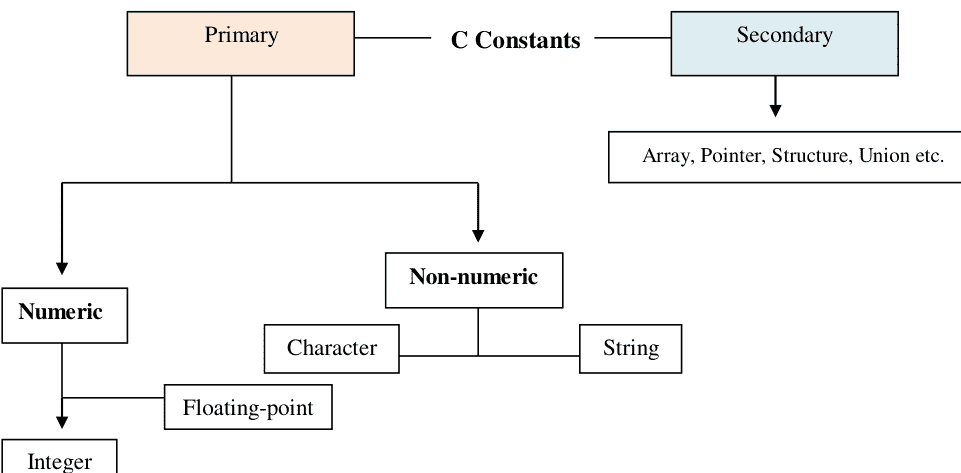 Primary
C Constants
Secondary
Array, Pointer, Structure, Union etc.
Non-numeric
Numeric
Character
String
Floating-point
Integer